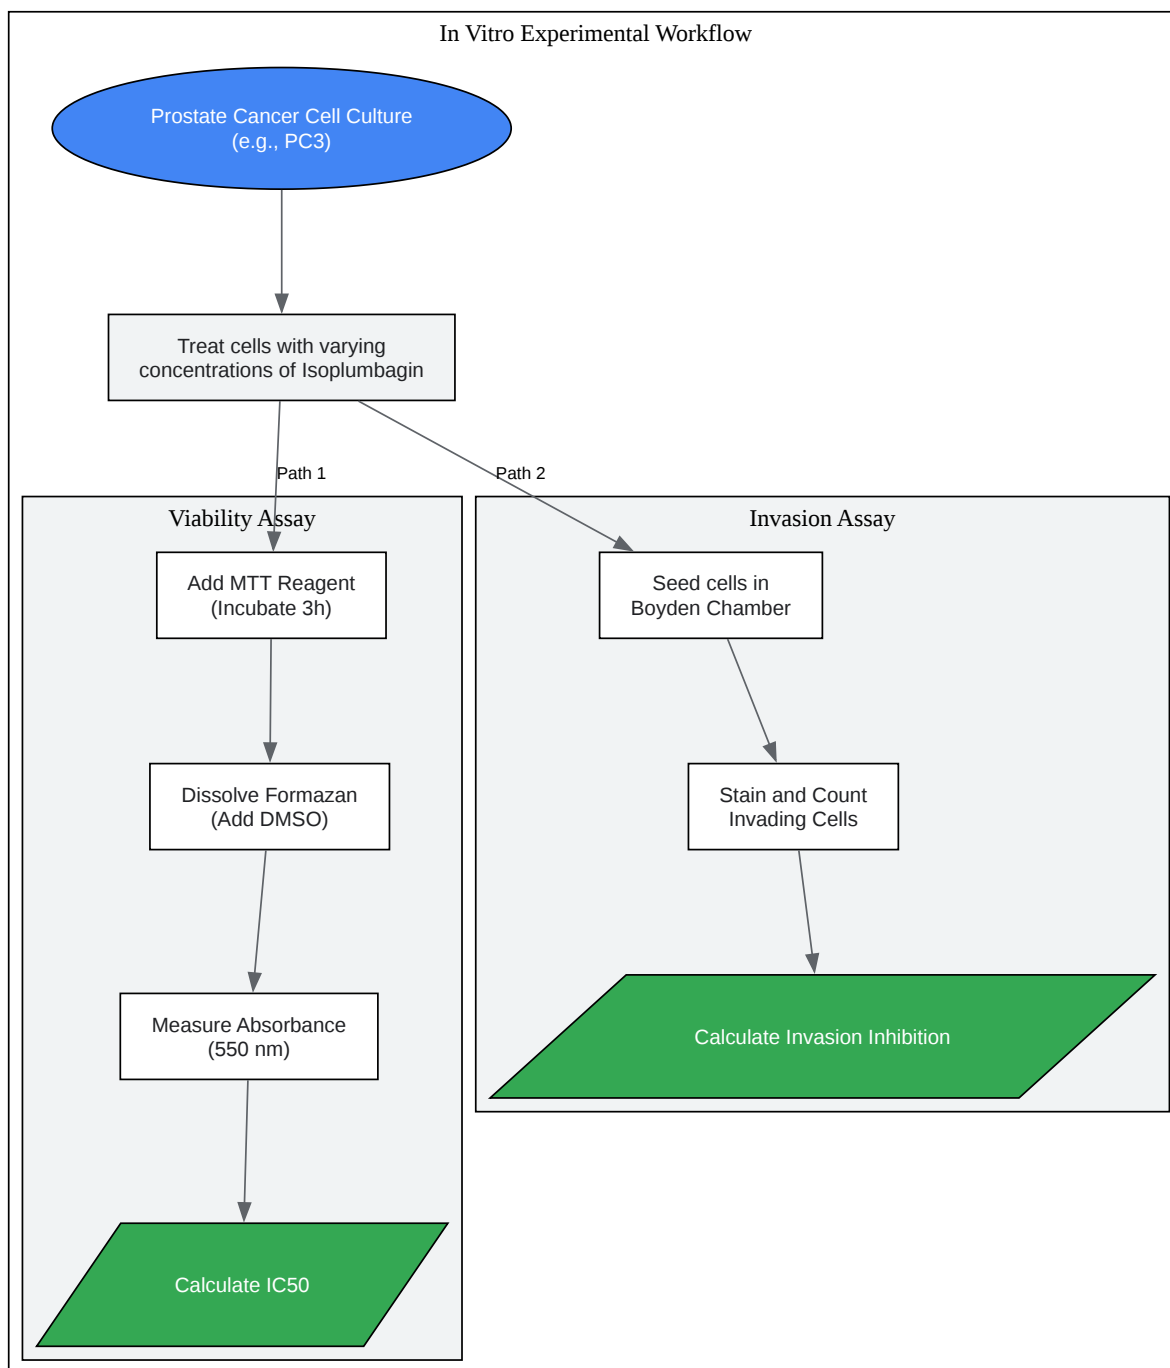 In Vitro Experimental Workflow
Prostate Cancer Cell Culture
(e.g., PC3)
Treat cells with varying
concentrations of Isoplumbagin
Path 1
Path 2
Viability Assay
Add MTT Reagent
(Incubate 3h)
Dissolve Formazan
(Add DMSO)
Measure Absorbance
(550 nm)
Calculate IC50
Invasion Assay
Seed cells in
Boyden Chamber
Stain and Count
Invading Cells
Calculate Invasion Inhibition